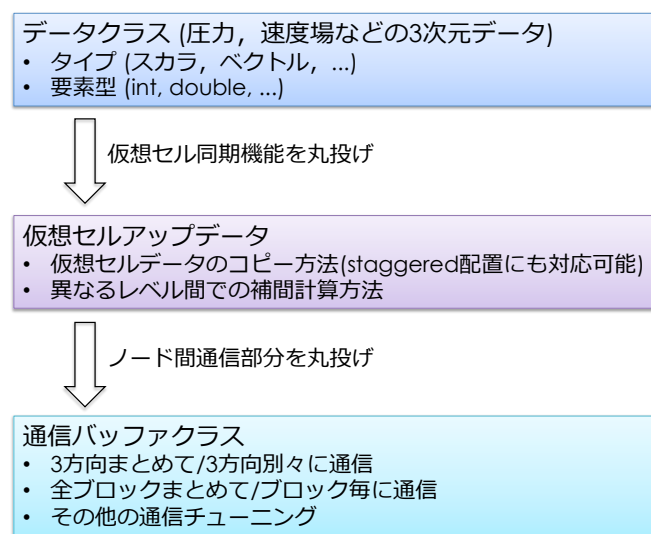 データクラス (圧力，速度場などの3次元データ)
• タイプ (スカラ，ベクトル，...)
• 要素型 (int, double, ...)
仮想セル同期機能を丸投げ
仮想セルアップデータ
• 仮想セルデータのコピー方法(staggered配置にも対応可能)
• 異なるレベル間での補間計算方法
ノード間通信部分を丸投げ
通信バッファクラス
• 3方向まとめて/3方向別々に通信
• 全ブロックまとめて/ブロック毎に通信
• その他の通信チューニング